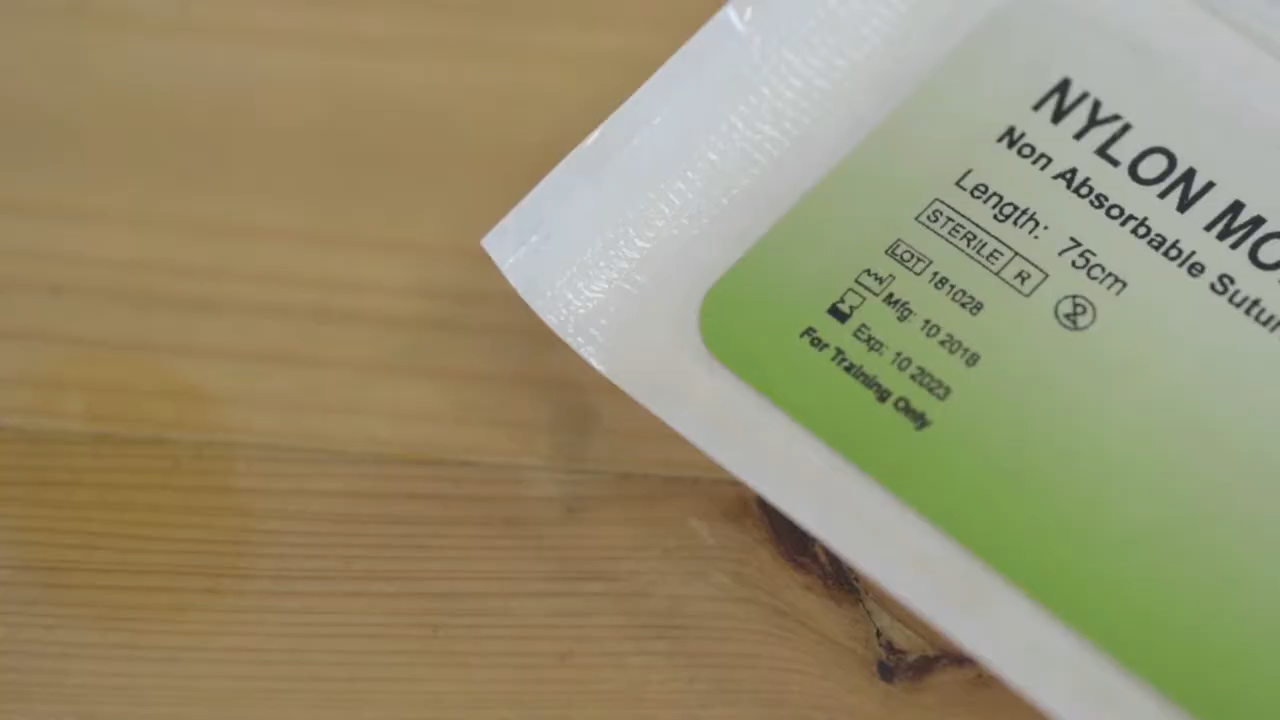 NYLON MO
Non Absorbable Sutur
Length: 75cm
STERILE R
LOT 181028
Mfg: 10 2018
Exp: 10 2023
For Training Only